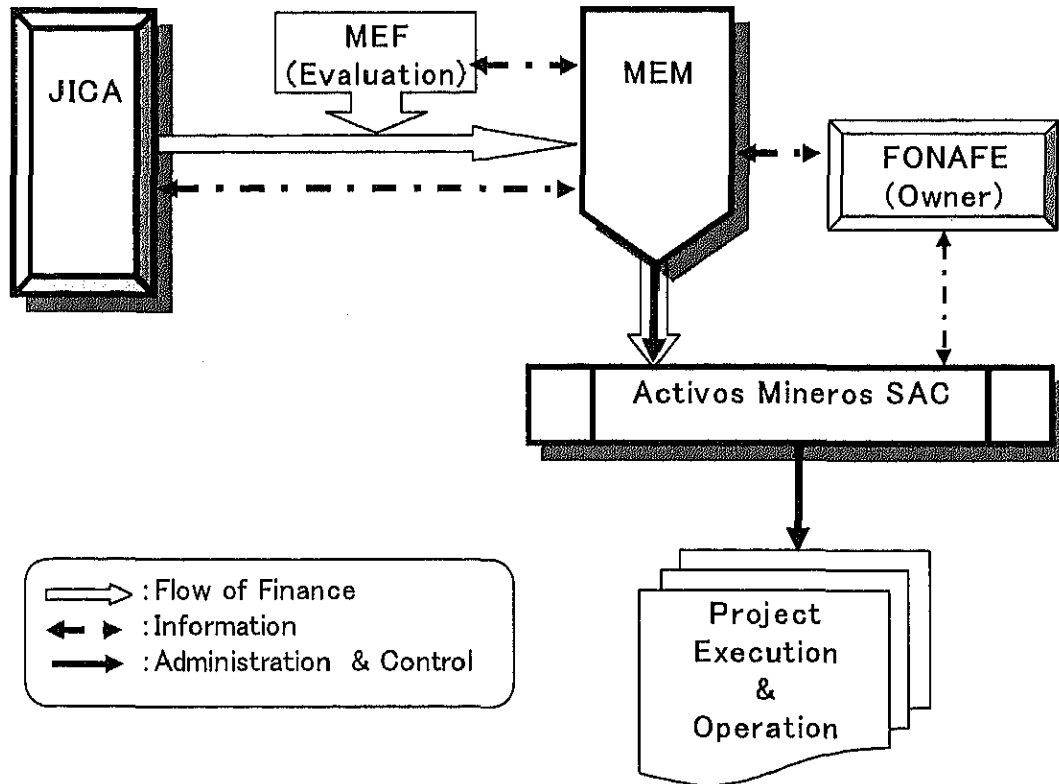 JICA
MEF
(Evaluation)
MEM
FONAFE
(Owner)
Activos Mineros SAC
Project
Execution
&
Operation
:Flow of Finance
:Information
:Administration & Control